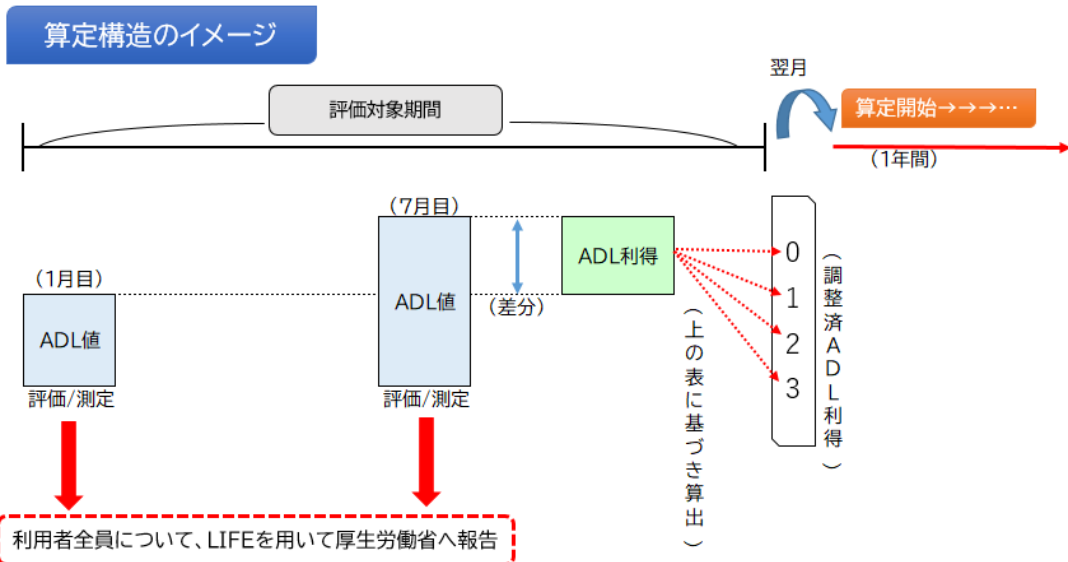 算定構造のイメージ
翌月
評価対象期間
算定開始→→→…
(1年間)
(7月目)
(1月目)
ADL値
ADL値
(差分)
ADL利得
評価/測定
評価/測定
(上の表に基づき算出)
0
1
2
3
(調整済ADL利得)
利用者全員について、LIFEを用いて厚生労働省へ報告